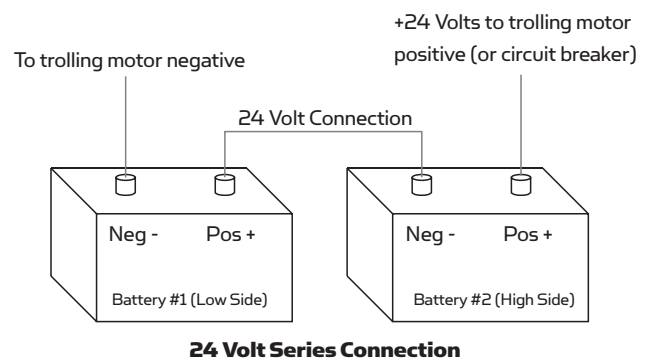 +24 Volts to trolling motor
positive (or circuit breaker)
To trolling motor negative
24 Volt Connection
Neg - Pos +
Neg - Pos +
Battery #1 (Low Side)
Battery #2 (High Side)
24 Volt Series Connection